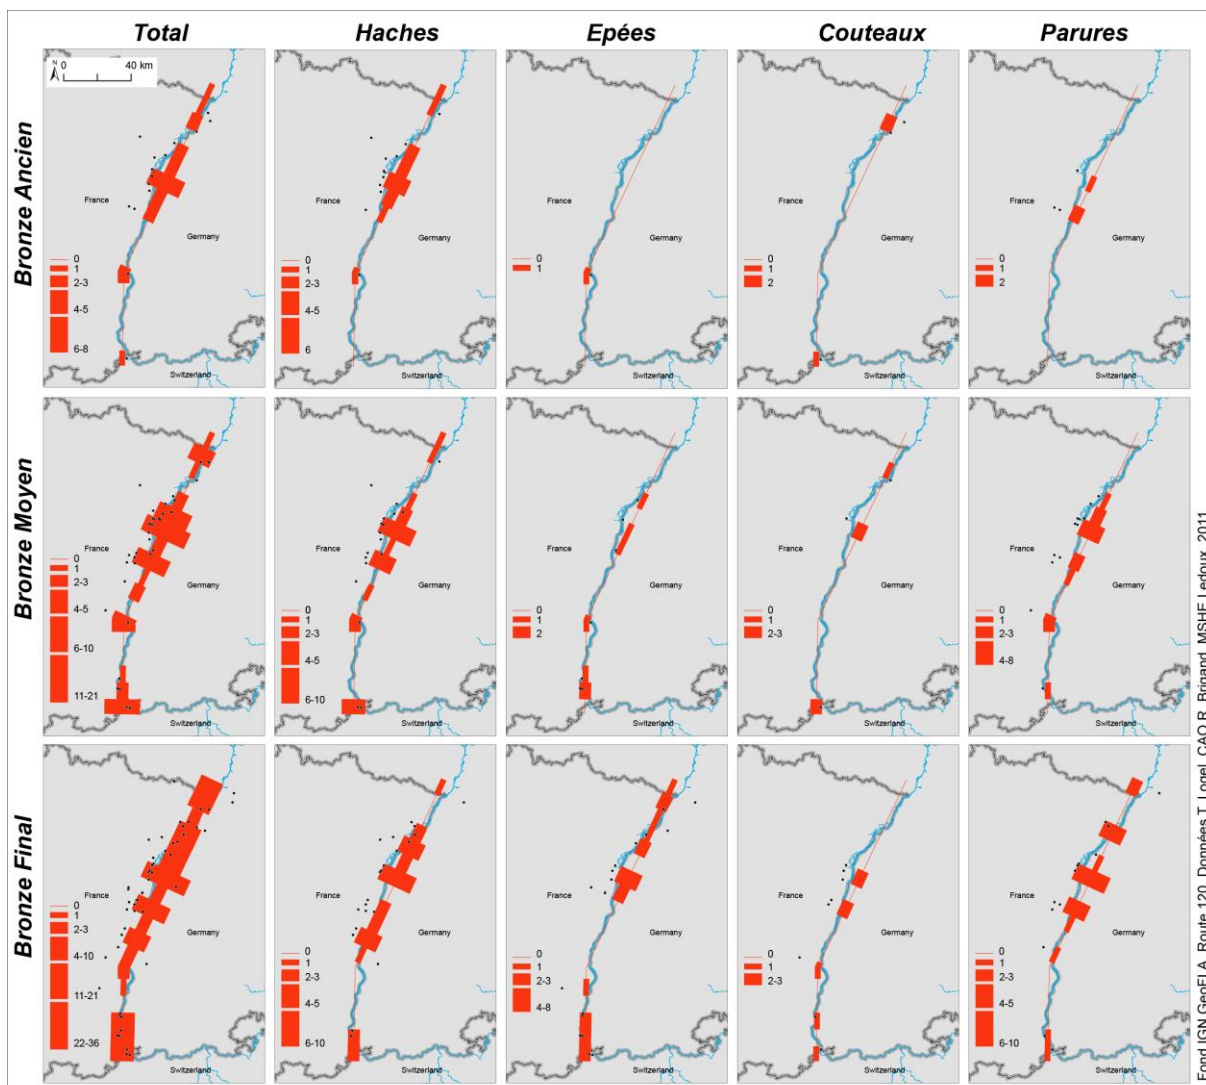 Total Haches Epées Couteaux Parures
Bronze Ancien
N
0 40 km
France
Germany
Switzerland
0
1
2-3
4-5
6-8
France
Germany
Switzerland
0
1
2-3
4-5
6
France
Germany
Switzerland
0
1
France
Germany
Switzerland
0
1
2
France
Germany
Switzerland
0
1
2
Bronze Moyen
France
Germany
Switzerland
0
1
2-3
4-5
6-10
11-21
France
Germany
Switzerland
0
1
2-3
4-5
6-10
France
Germany
Switzerland
0
1
2
France
Germany
Switzerland
0
1
2-3
France
Germany
Switzerland
0
1
2-3
4-8
Bronze Final
France
Germany
Switzerland
0
1
2-3
4-10
11-21
22-36
France
Germany
Switzerland
0
1
2-3
4-5
6-10
France
Germany
Switzerland
0
1
2-3
4-8
France
Germany
Switzerland
0
1
2-3
France
Germany
Switzerland
0
1
2-3
4-5
6-10
Fond IGN GeoFLA, Route 120, Données T. Logel, CAO R. Brigand, MSHE Ledoux, 2011